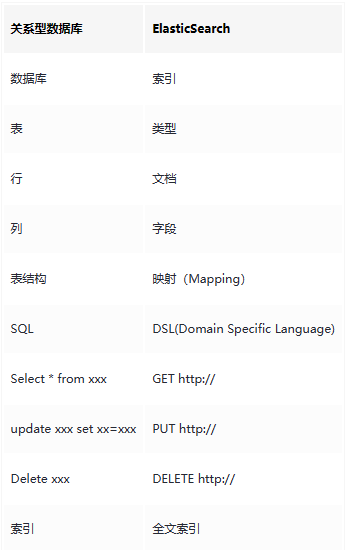 关系型数据库 ElasticSearch
数据库 索引
表 类型
行 文档
列 字段
表结构 映射（Mapping）
SQL DSL(Domain Specific Language)
Select * from xxx GET http://
update xxx set xx=xxx PUT http://
Delete xxx DELETE http://
索引 全文索引